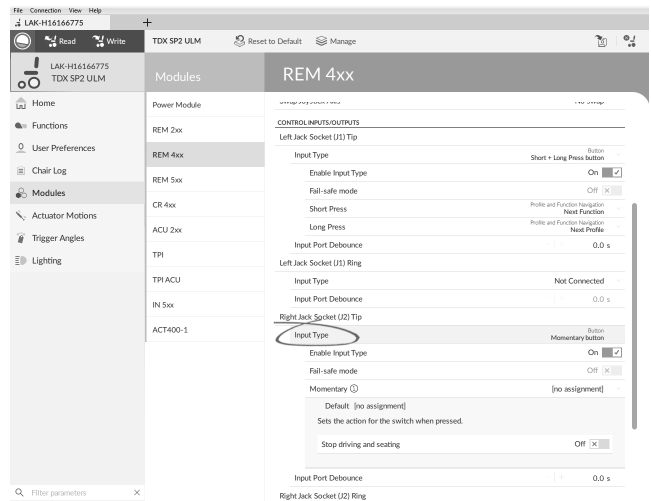 File Connection View Help
LAK-H16166775
Read Write TDX SP2 ULM Reset to Default Manage
LAK-H16166775
TDX SP2 ULM
Modules
REM 4xx
Home
Functions
User Preferences
Chair Log
Modules
Actuator Motions
Trigger Angles
Lighting
Filter parameters
Power Module
REM 2xx
REM 4xx
REM 5xx
CR 4xx
ACU 2xx
TPI
TPI ACU
IN 5xx
ACT400-1
CONTROL INPUTS/OUTPUTS
Left Jack Socket (J1) Tip
Button
Input Type Short + Long Press button
Enable Input Type On
Fail-safe mode Off
Profile and Function Navigation
Short Press Next Function
Profile and Function Navigation
Long Press Next Profile
Input Port Debounce 0.0 s
Left Jack Socket (J1) Ring
Input Type Not Connected
Input Port Debounce 0.0 s
Right Jack Socket (J2) Tip
Button
Input Type Momentary button
Enable Input Type On
Fail-safe mode Off
Momentary [no assignment]
Default [no assignment]
Sets the action for the switch when pressed.
Stop driving and seating Off
Input Port Debounce 0.0 s
Right Jack Socket (J2) Ring